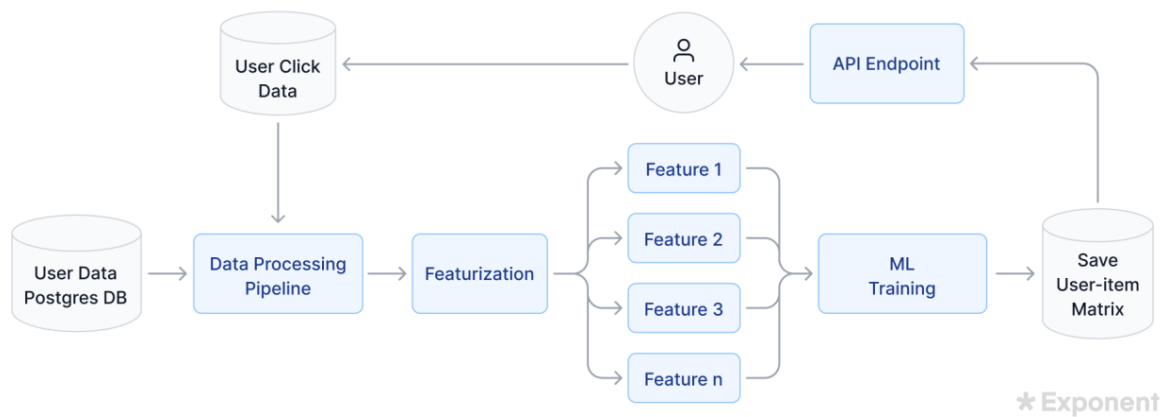 User Click
Data
User
API Endpoint
Feature 1
Feature 2
Feature 3
Feature n
User Data
Postgres DB
Data Processing
Pipeline
Featurization
ML
Training
Save
User-item
Matrix
Exponent